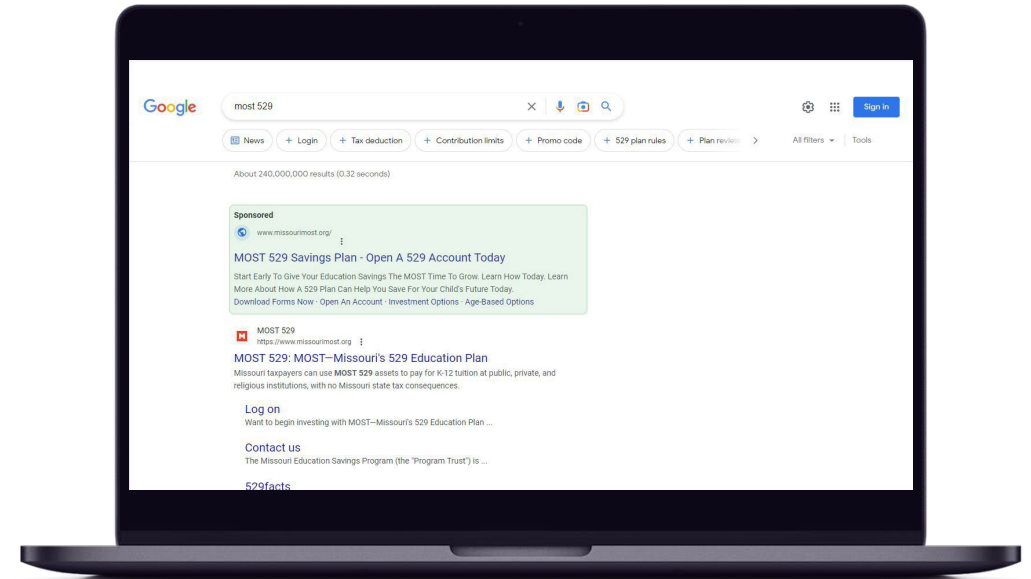 Google
most 529
Sign in
News
+ Login
+ Tax deduction
+ Contribution limits
+ Promo code
+ 529 plan rules
+ Plan review
All filters
Tools
About 240,000,000 results (0.32 seconds)
Sponsored
www.missourimost.org/
MOST 529 Savings Plan - Open A 529 Account Today
Start Early To Give Your Education Savings The MOST Time To Grow. Learn How Today. Learn
More About How A 529 Plan Can Help You Save For Your Child's Future Today.
Download Forms Now · Open An Account · Investment Options · Age-Based Options
M
MOST 529
https://www.missourimost.org
MOST 529: MOST—Missouri's 529 Education Plan
Missouri taxpayers can use MOST 529 assets to pay for K-12 tuition at public, private, and
religious institutions, with no Missouri state tax consequences.
Log on
Want to begin investing with MOST—Missouri's 529 Education Plan ...
Contact us
The Missouri Education Savings Program (the "Program Trust") is ...
529facts